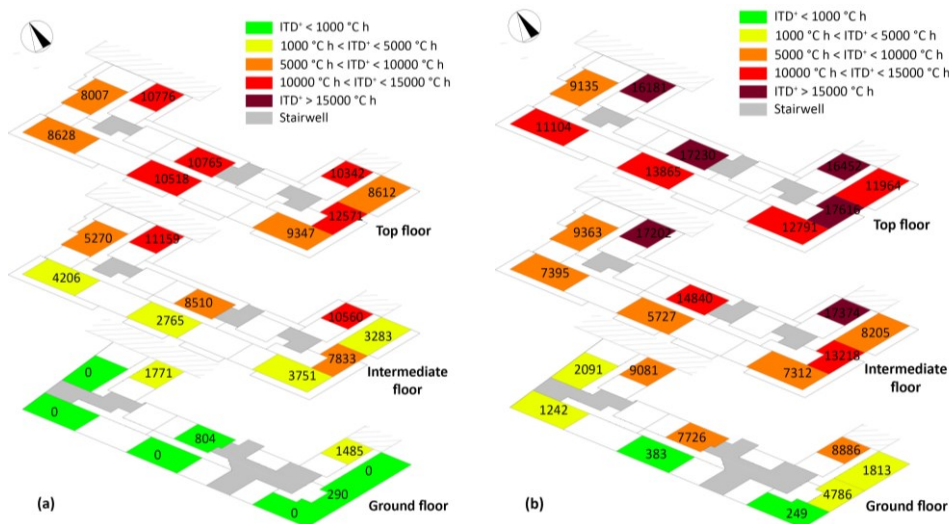 ITD⁺ < 1000 °C h
1000 °C h < ITD⁺ < 5000 °C h
5000 °C h < ITD⁺ < 10000 °C h
10000 °C h < ITD⁺ < 15000 °C h
ITD⁺ > 15000 °C h
Stairwell
8007
10776
8628
10765
10518
10342
8612
12571
9347
Top floor
5270
11159
4206
8510
2765
10560
3283
7833
3751
Intermediate
floor
0
1771
0
804
0
1485
0
290
0
Ground floor
(a)
ITD⁺ < 1000 °C h
1000 °C h < ITD⁺ < 5000 °C h
5000 °C h < ITD⁺ < 10000 °C h
10000 °C h < ITD⁺ < 15000 °C h
ITD⁺ > 15000 °C h
Stairwell
9135
16181
11104
17230
13865
16452
11964
17616
12791
Top floor
9363
17202
7395
14840
5727
17374
8205
13218
7312
Intermediate
floor
2091
9081
1242
7726
383
8886
1813
4786
249
Ground floor
(b)